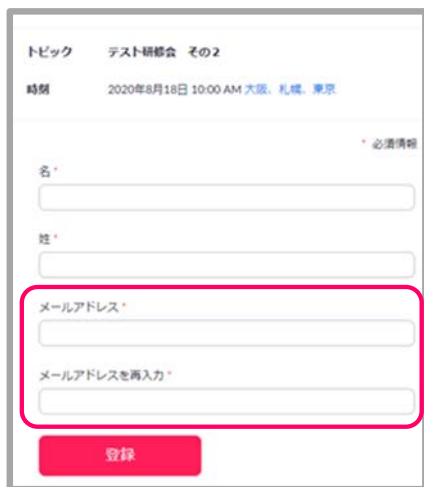 トピック テスト研修会 その2
時刻 2020年8月18日 10:00 AM 大阪、札幌、東京
* 必須情報
名 *
姓 *
メールアドレス *
メールアドレスを再入力 *
登録